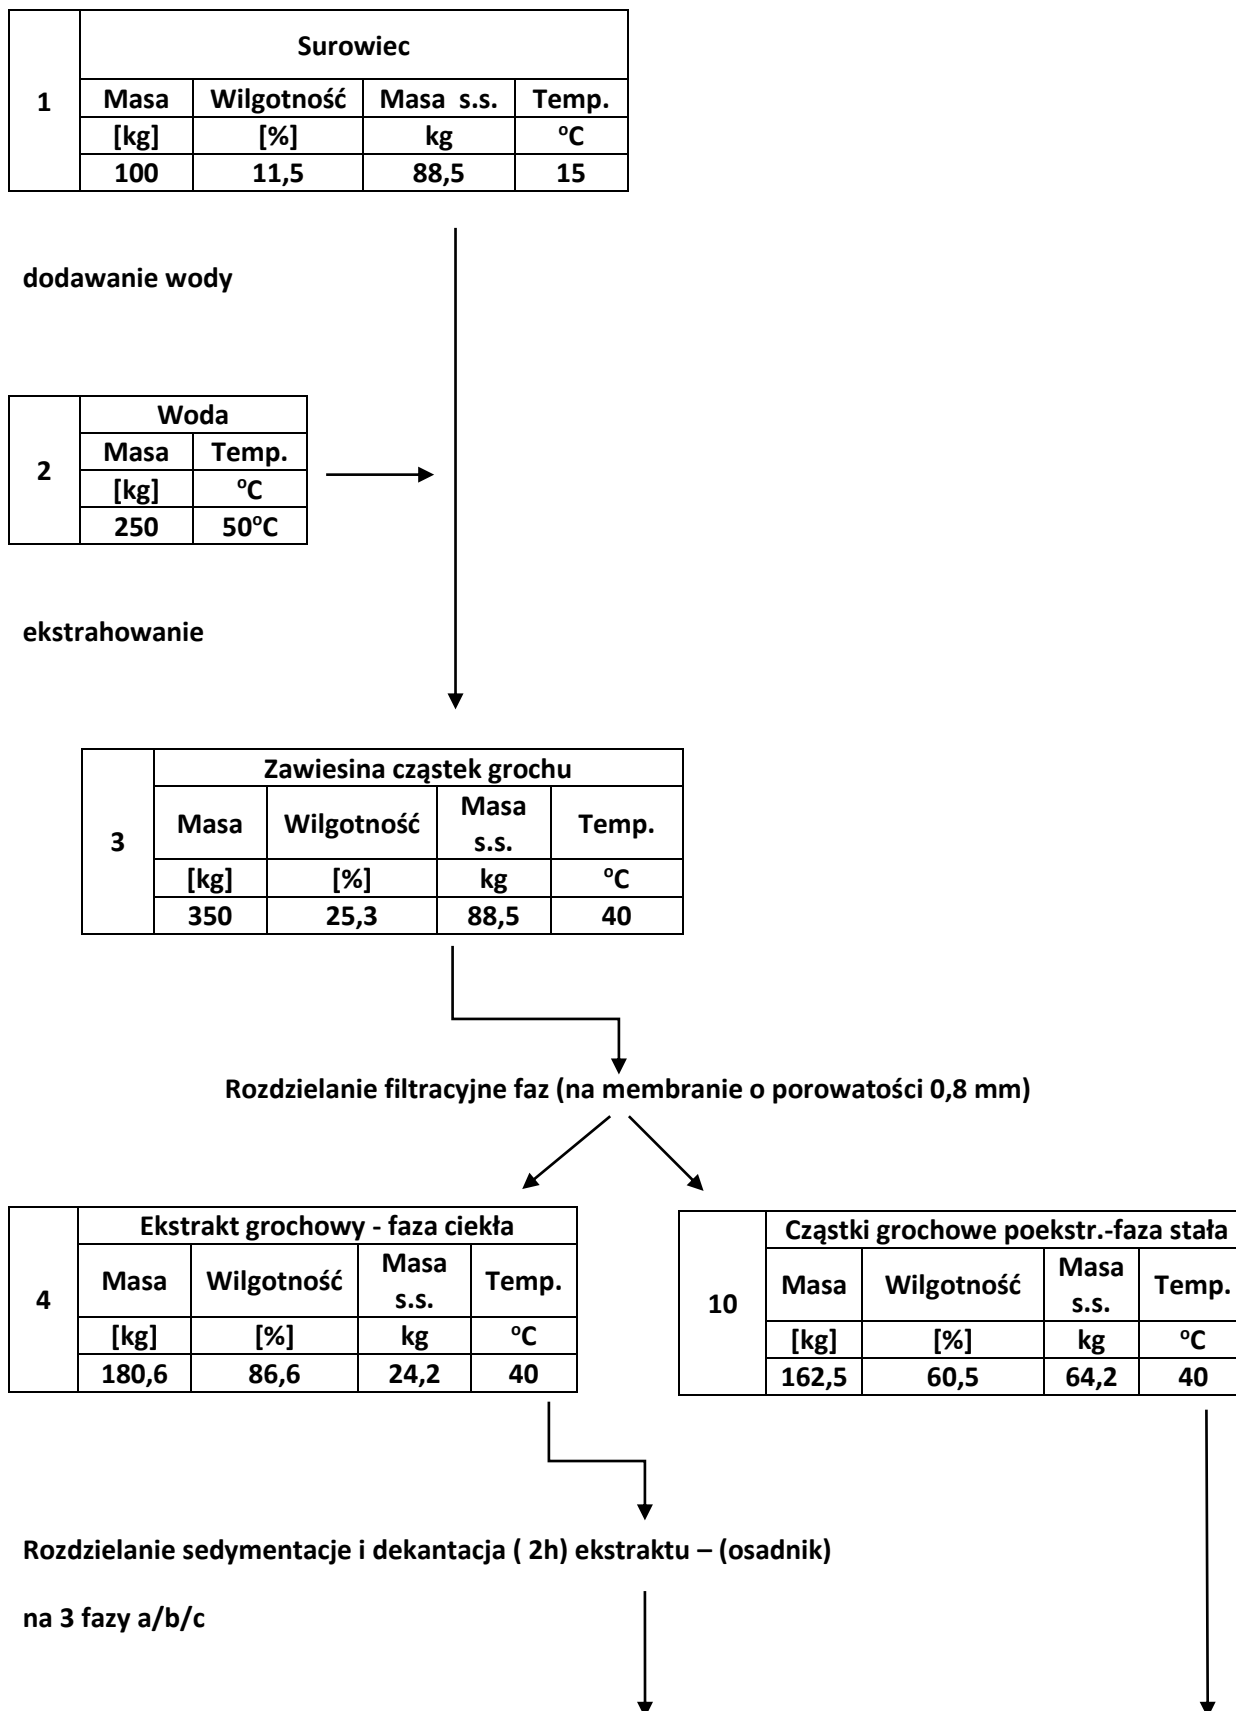 1
Surowiec
Masa Wilgotność Masa s.s. Temp.
[kg] [%] kg °C
100 11,5 88,5 15
dodawanie wody
2
Woda
Masa Temp.
[kg] °C
250 50°C
ekstrahowanie
3
Zawiesina cząstek grochu
Masa Wilgotność Masa s.s. Temp.
[kg] [%] kg °C
350 25,3 88,5 40
Rozdzielanie filtracyjne faz (na membranie o porowatości 0,8 mm)
4
Ekstrakt grochowy - faza ciekła
Masa Wilgotność Masa s.s. Temp.
[kg] [%] kg °C
180,6 86,6 24,2 40
10
Cząstki grochowe poekstr.-faza stała
Masa Wilgotność Masa s.s. Temp.
[kg] [%] kg °C
162,5 60,5 64,2 40
Rozdzielanie sedymentacje i dekantacja ( 2h) ekstraktu – (osadnik)
na 3 fazy a/b/c